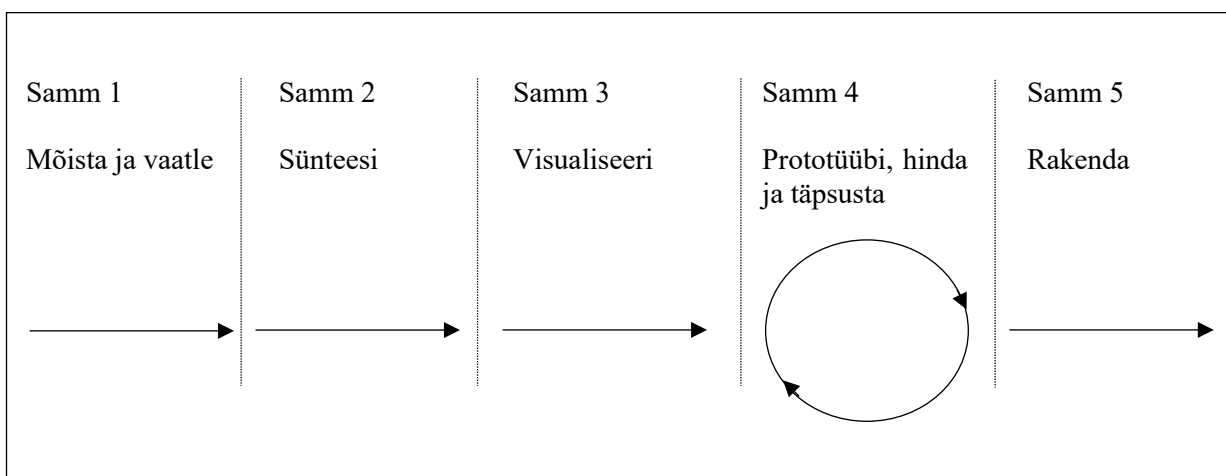 Samm 1
Mõista ja vaatle
Samm 2
Sünteesi
Samm 3
Visualiseeri
Samm 4
Prototüübi, hinda
ja täpsusta
Samm 5
Rakenda